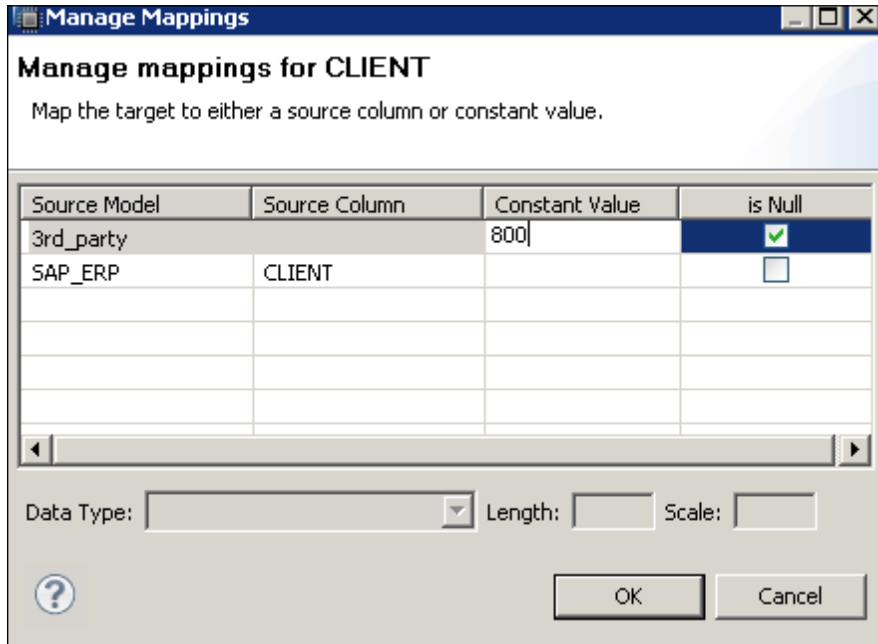 Manage Mappings
Manage mappings for CLIENT
Map the target to either a source column or constant value.
Source Model Source Column Constant Value is Null
3rd_party 800
SAP_ERP CLIENT
Data Type: Length: Scale:
? OK Cancel